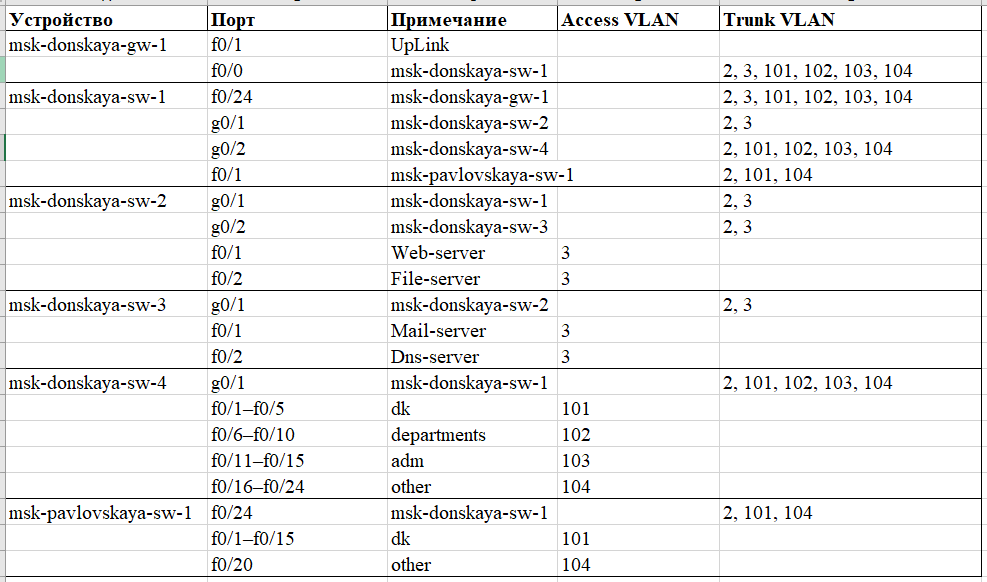 Устройство Порт Примечание Access VLAN Trunk VLAN
msk-donskaya-gw-1 f0/1 UpLink
f0/0 msk-donskaya-sw-1 2, 3, 101, 102, 103, 104
msk-donskaya-sw-1 f0/24 msk-donskaya-gw-1 2, 3, 101, 102, 103, 104
g0/1 msk-donskaya-sw-2 2, 3
g0/2 msk-donskaya-sw-4 2, 101, 102, 103, 104
f0/1 msk-pavlovskaya-sw-1 2, 101, 104
msk-donskaya-sw-2 g0/1 msk-donskaya-sw-1 2, 3
g0/2 msk-donskaya-sw-3 2, 3
f0/1 Web-server 3
f0/2 File-server 3
msk-donskaya-sw-3 g0/1 msk-donskaya-sw-2 2, 3
f0/1 Mail-server 3
f0/2 Dns-server 3
msk-donskaya-sw-4 g0/1 msk-donskaya-sw-1 2, 101, 102, 103, 104
f0/1–f0/5 dk 101
f0/6–f0/10 departments 102
f0/11–f0/15 adm 103
f0/16–f0/24 other 104
msk-pavlovskaya-sw-1 f0/24 msk-donskaya-sw-1 2, 101, 104
f0/1–f0/15 dk 101
f0/20 other 104